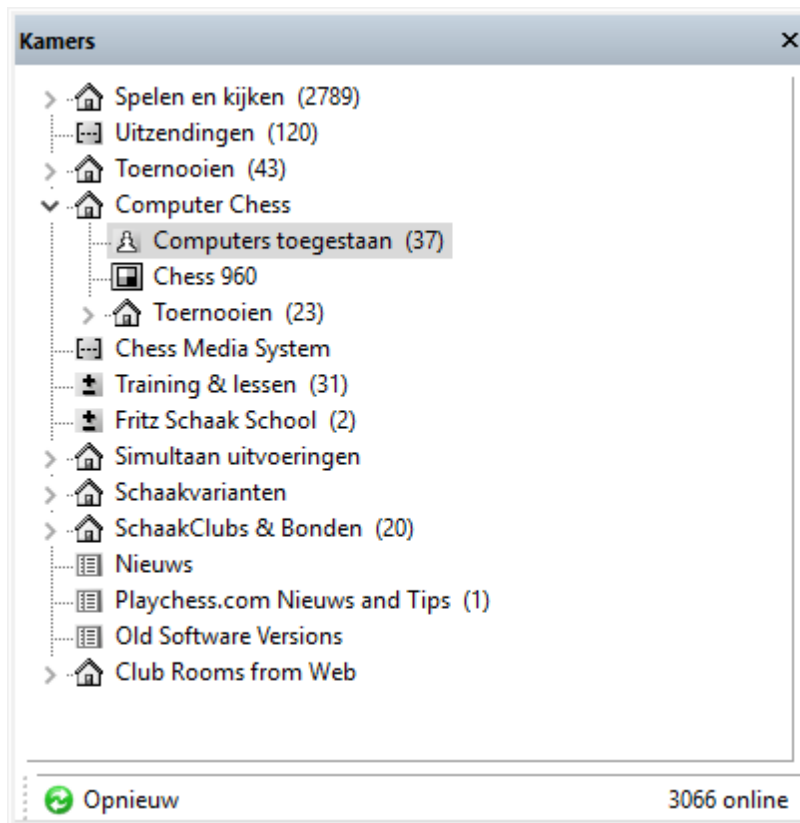 Kamers
Spelen en kijken (2789)
Uitzendingen (120)
Toernooien (43)
Computer Chess
Computers toegestaan (37)
Chess 960
Toernooien (23)
Chess Media System
Training & lessen (31)
Fritz Schaak School (2)
Simultaan uitvoeringen
Schaakvarianten
SchaakClubs & Bonden (20)
Nieuws
Playchess.com Nieuws and Tips (1)
Old Software Versions
Club Rooms from Web
Opnieuw 3066 online